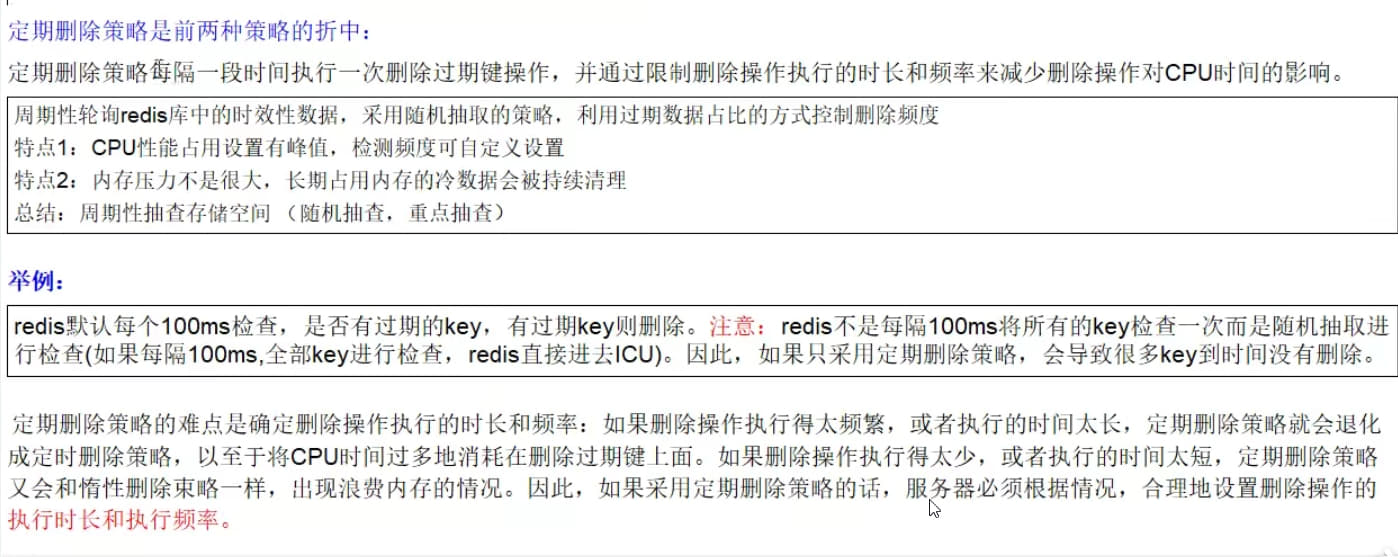 定期删除策略是前两种策略的折中：
定期删除策略每隔一段时间执行一次删除过期键操作，并通过限制删除操作执行的时长和频率来减少删除操作对CPU时间的影响。
周期性轮询redis库中的时效性数据，采用随机抽取的策略，利用过期数据占比的方式控制删除频度
特点1：CPU性能占用设置有峰值，检测频度可自定义设置
特点2：内存压力不是很大，长期占用内存的冷数据会被持续清理
总结：周期性抽查存储空间 （随机抽查，重点抽查）
举例：
redis默认每个100ms检查，是否有过期的key，有过期key则删除。注意：redis不是每隔100ms将所有的key检查一次而是随机抽取进
行检查(如果每隔100ms,全部key进行检查，redis直接进去ICU)。因此，如果只采用定期删除策略，会导致很多key到时间没有删除。
定期删除策略的难点是确定删除操作执行的时长和频率：如果删除操作执行得太频繁，或者执行的时间太长，定期删除策略就会退化
成定时删除策略，以至于将CPU时间过多地消耗在删除过期键上面。如果删除操作执行得太少，或者执行的时间太短，定期删除策略
又会和惰性删除束略一样，出现浪费内存的情况。因此，如果采用定期删除策略的话，服务器必须根据情况，合理地设置删除操作的
执行时长和执行频率。